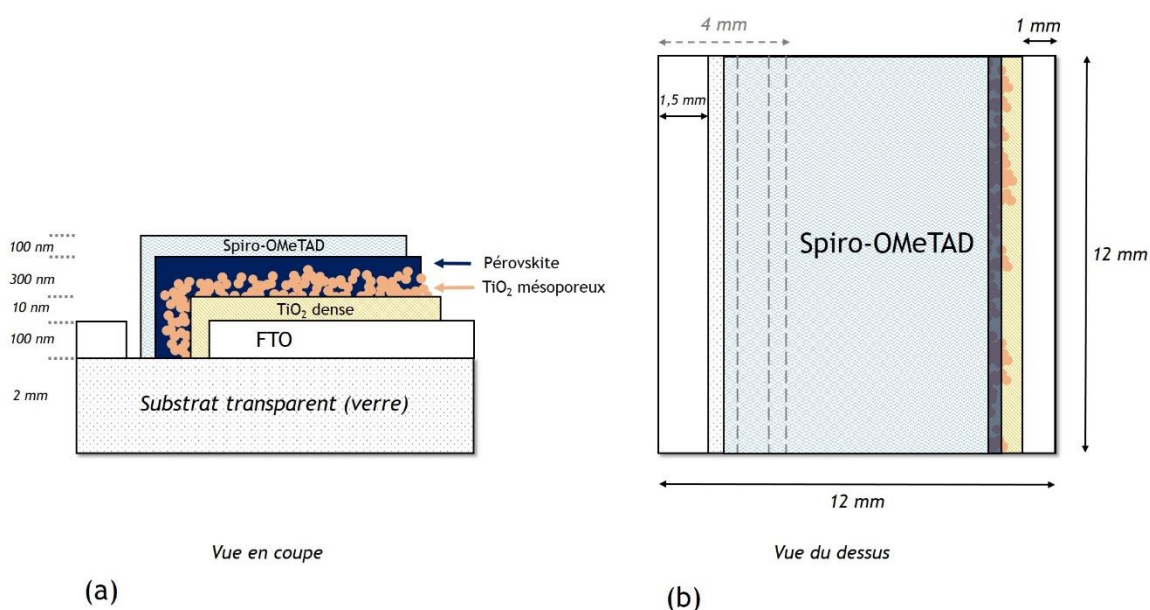 100 nm
300 nm
10 nm
100 nm
2 mm
Spiro-OMeTAD
Pérovskite
TiO₂ mésoporeux
TiO₂ dense
FTO
Substrat transparent (verre)
Vue en coupe
(a)
4 mm
1 mm
1,5 mm
Spiro-OMeTAD
12 mm
12 mm
Vue du dessus
(b)